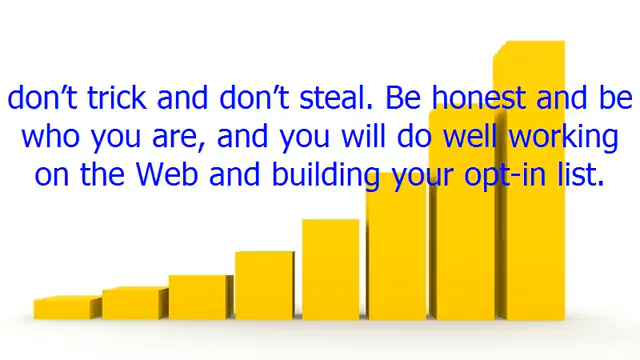 don’t trick and don’t steal. Be honest and be
who you are, and you will do well working
on the Web and building your opt-in list.